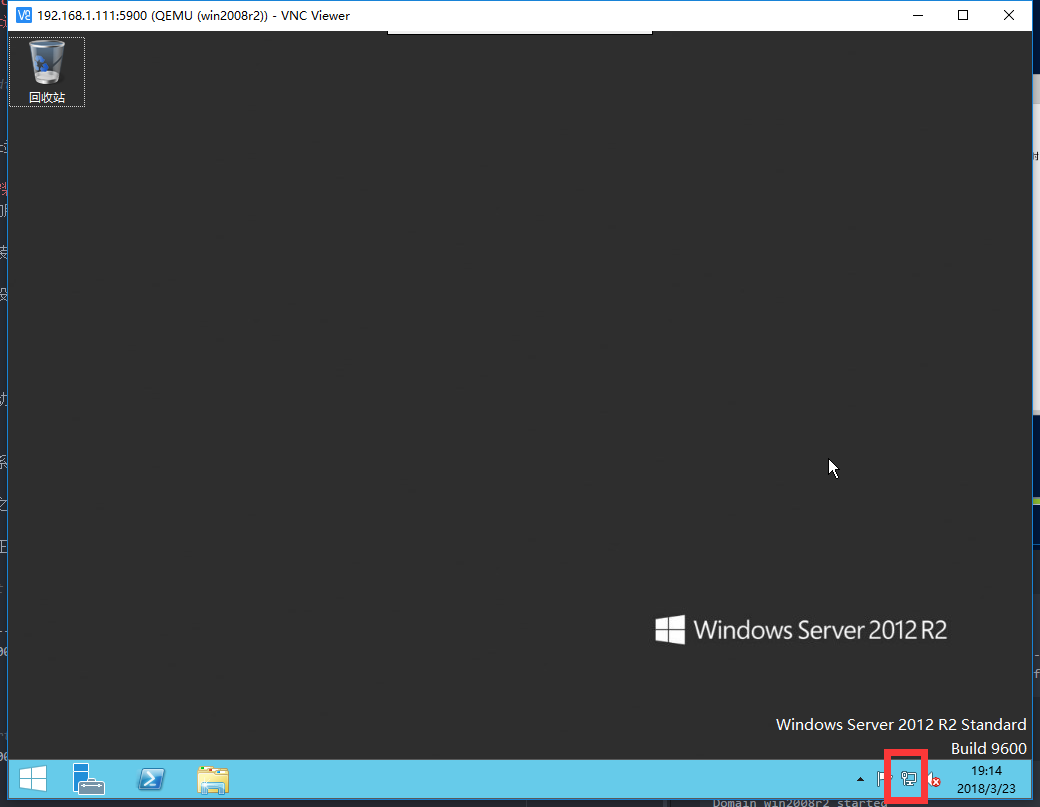 192.168.1.111:5900 (QEMU (win2008r2)) - VNC Viewer
回收站
Windows Server 2012 R2
Windows Server 2012 R2 Standard
Build 9600
19:14
2018/3/23
Domain win2008r2 started